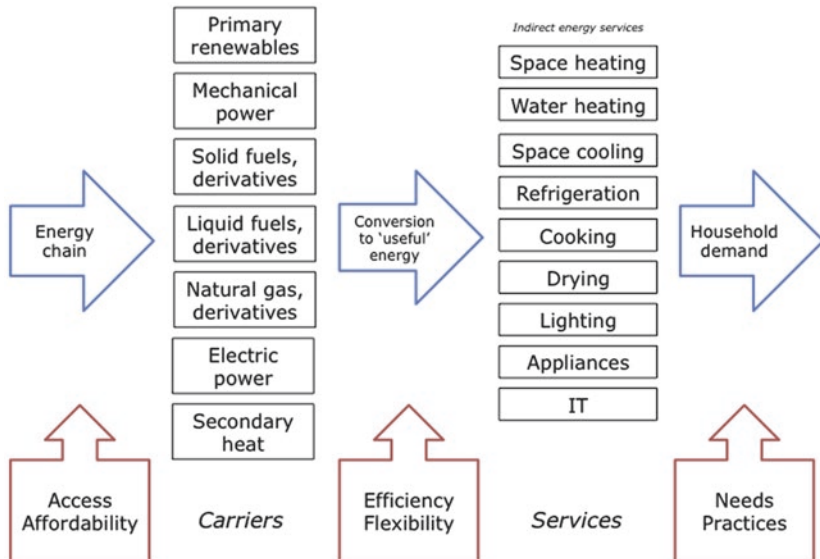 Energy
chain
Access
Affordability
Primary
renewables
Mechanical
power
Solid fuels,
derivatives
Liquid fuels,
derivatives
Natural gas,
derivatives
Electric
power
Secondary
heat
Carriers
Conversion
to ‘useful’
energy
Efficiency
Flexibility
Indirect energy services
Space heating
Water heating
Space cooling
Refrigeration
Cooking
Drying
Lighting
Appliances
IT
Services
Household
demand
Needs
Practices